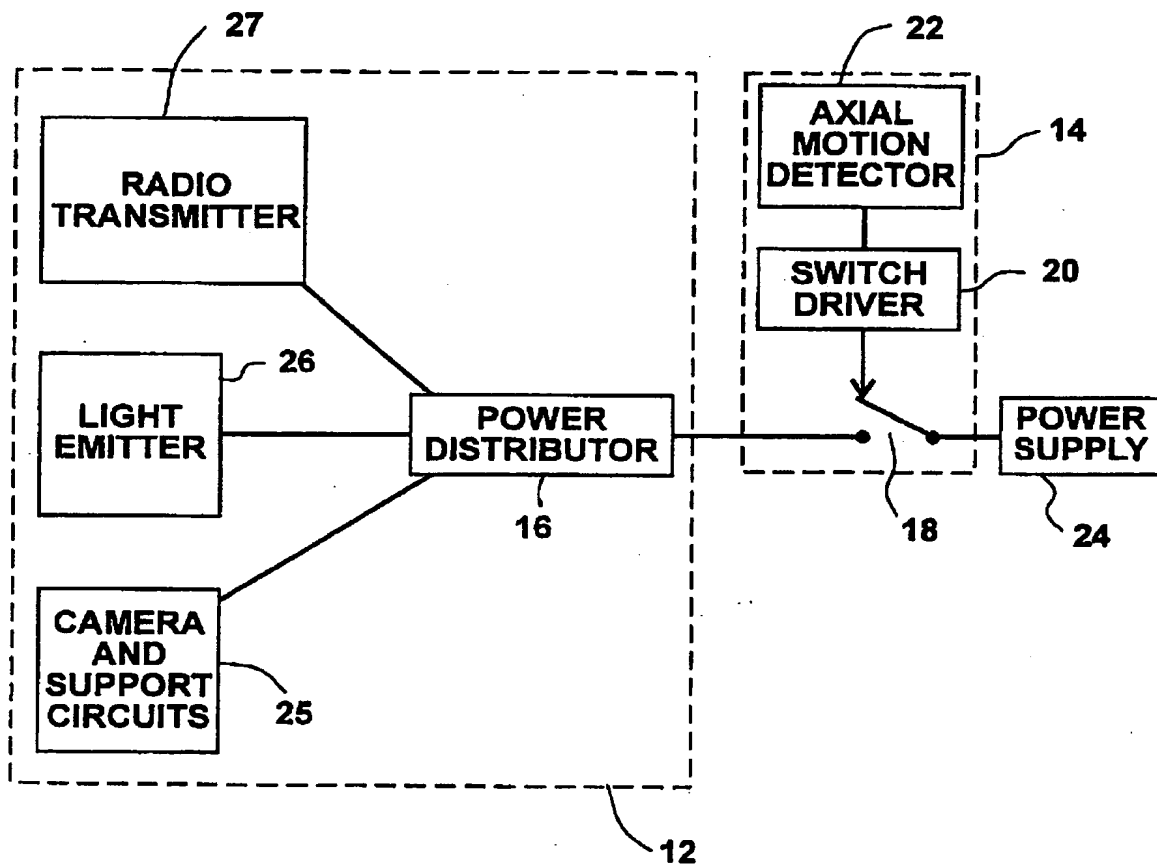 27
22
RADIO
TRANSMITTER
AXIAL
MOTION
DETECTOR
14
SWITCH
DRIVER
20
LIGHT
EMITTER
26
POWER
DISTRIBUTOR
16
18
POWER
SUPPLY
24
CAMERA
AND
SUPPORT
CIRCUITS
25
12